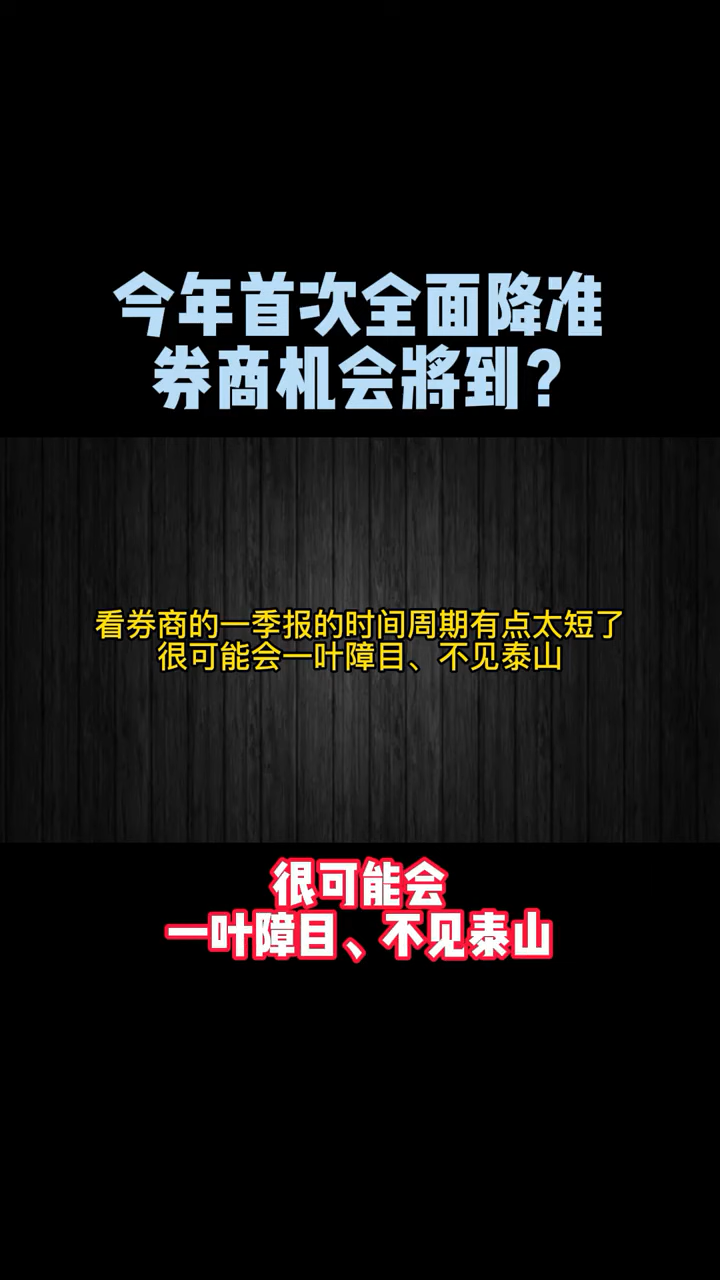 今年首次全面降准
券商机会將到？
看券商的一季报的时间周期有点太短了
很可能会一叶障目、不见泰山
很可能会
一叶障目、不见泰山